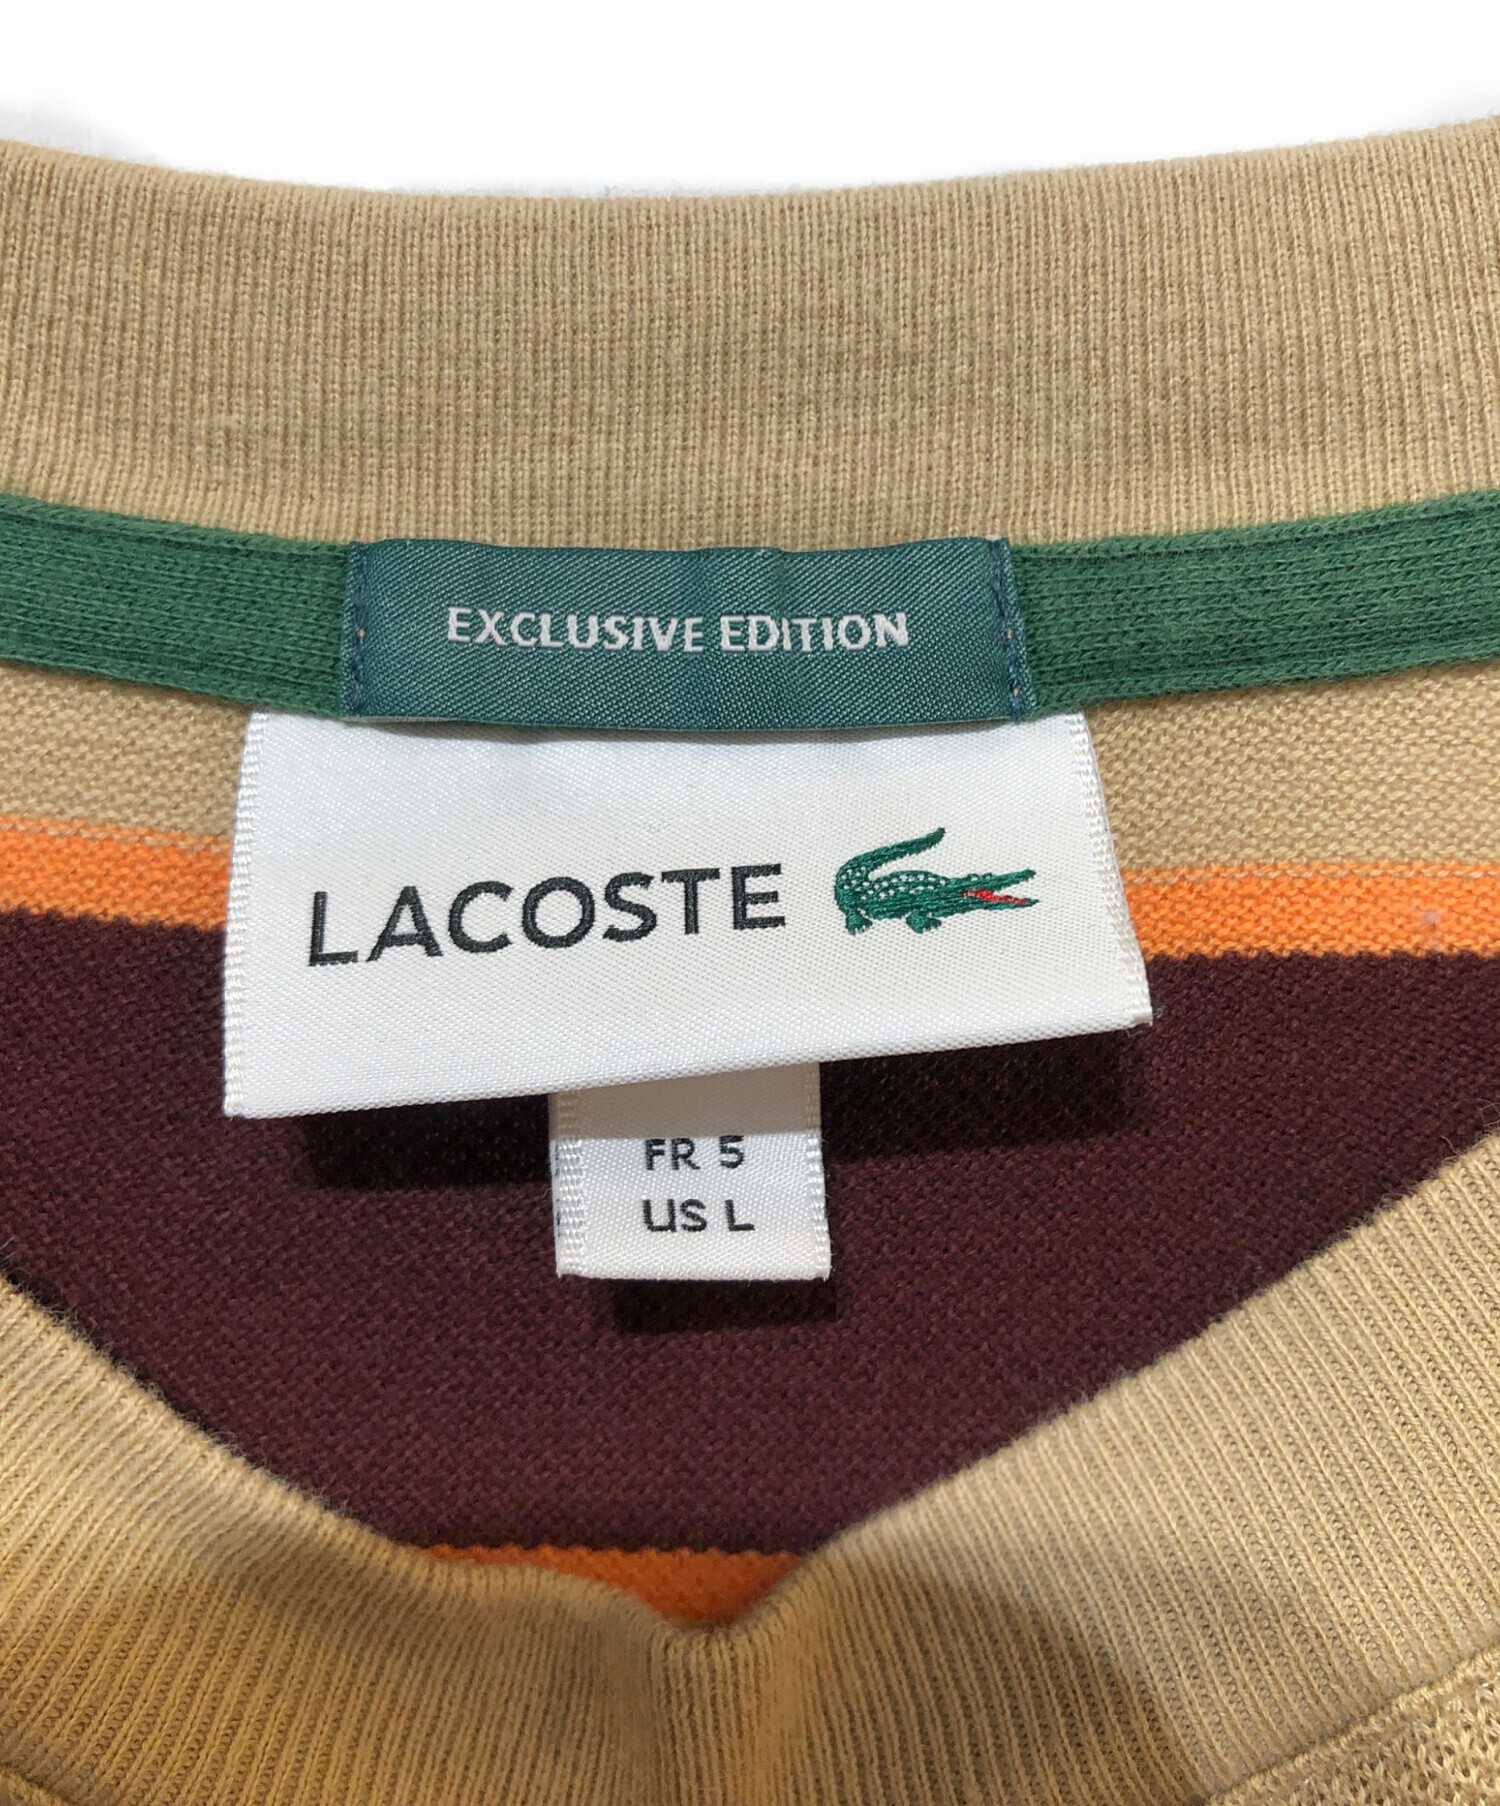 EXCLUSIVE EDITION
LACOSTE
FR 5
US L